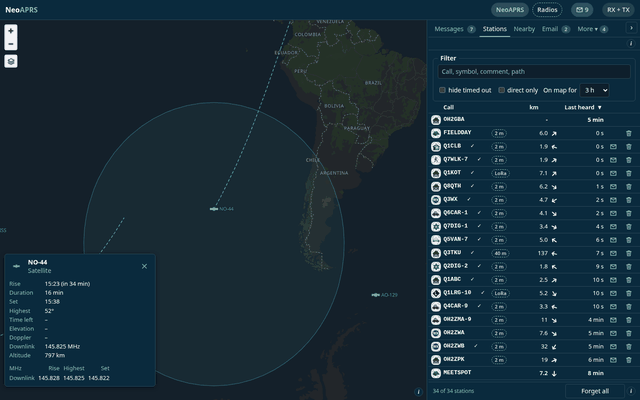 NeoAPRS
NeoAPRS Radios 9 RX + TX
Messages 7 Stations Nearby Email 2 More 4
Filter
Call, symbol, comment, path
hide timed out direct only On map for 3 h
Call km Last heard ▼
OH2GBA - 5 min
FIELDDAY 2 m 6.0 0 s
Q1CLB ✓ 2 m 1.9 0 s
Q7WLK-7 ✓ 2 m 1.9 0 s
Q1KOT ✓ LoRa 7.1 0 s
Q8QTH ✓ 2 m 6.2 1 s
Q3WX ✓ 2 m 4.7 2 s
Q6CAR-1 ✓ 2 m 4.1 2 s
Q7DIG-1 ✓ 2 m 3.4 4 s
Q5VAN-7 ✓ 2 m 5.0 6 s
Q3TKU ✓ 40 m 137 7 s
Q2DIG-2 ✓ 2 m 1.8 9 s
Q1ABC ✓ 2 m 2.5 10 s
Q1LRG-10 ✓ LoRa 5.2 10 s
Q4CAR-9 ✓ 2 m 3.3 10 s
OH2ZMA-9 2 m 11 4 min
OH2ZWA 2 m 7.6 5 min
OH2ZWB ✓ 2 m 32 5 min
OH2ZPK 2 m 19 6 min
MEETSPOT 7.2 8 min
34 of 34 stations Forget all
+
−
VENEZUELA
COLOMBIA
ECUADOR
PERU
BRAZIL
BOLIVIA
PARAGUAY
CHILE
ARGENTINA
NO-44
NO-44
Satellite
Rise 15:23 (in 34 min)
Duration 16 min
Set 15:38
Highest 52°
Time left –
Elevation –
Doppler –
Downlink 145.825 MHz
Altitude 797 km
MHz Rise Highest Set
Downlink 145.828 145.825 145.822